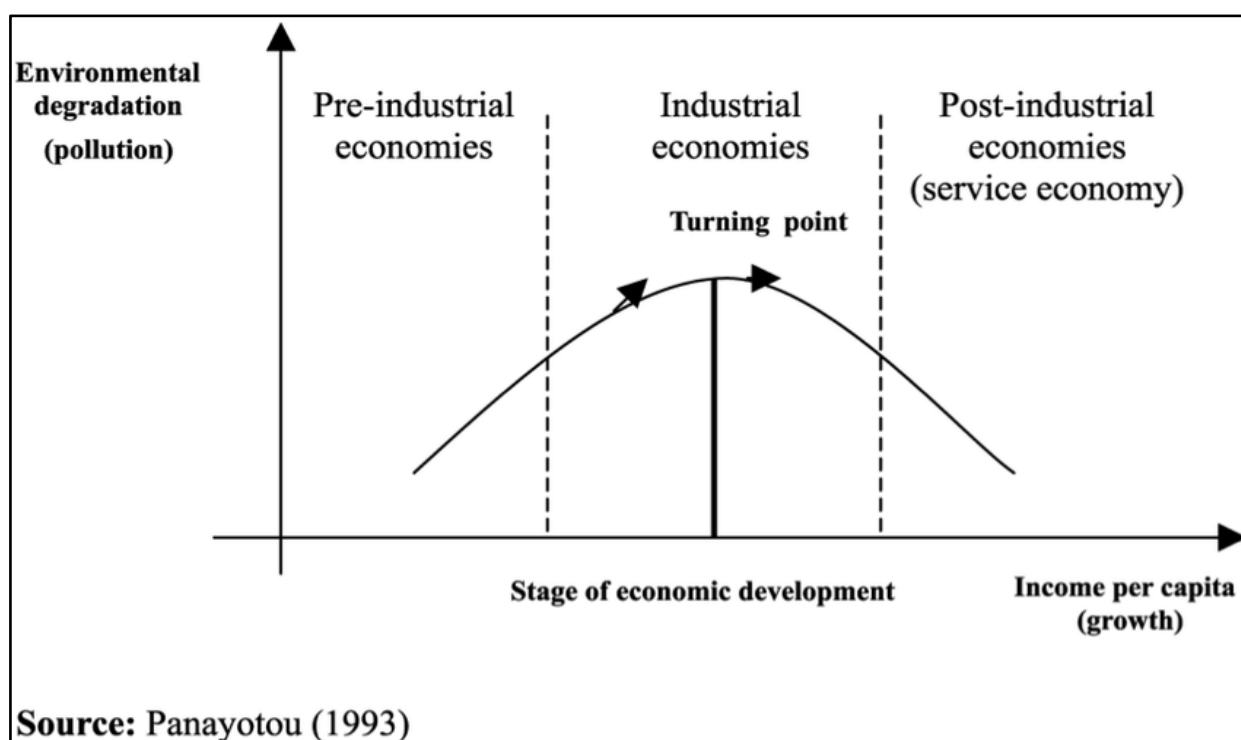 Environmental
degradation
(pollution)
Pre-industrial
economies
Industrial
economies
Post-industrial
economies
(service economy)
Turning point
Stage of economic development
Income per capita
(growth)
Source: Panayotou (1993)